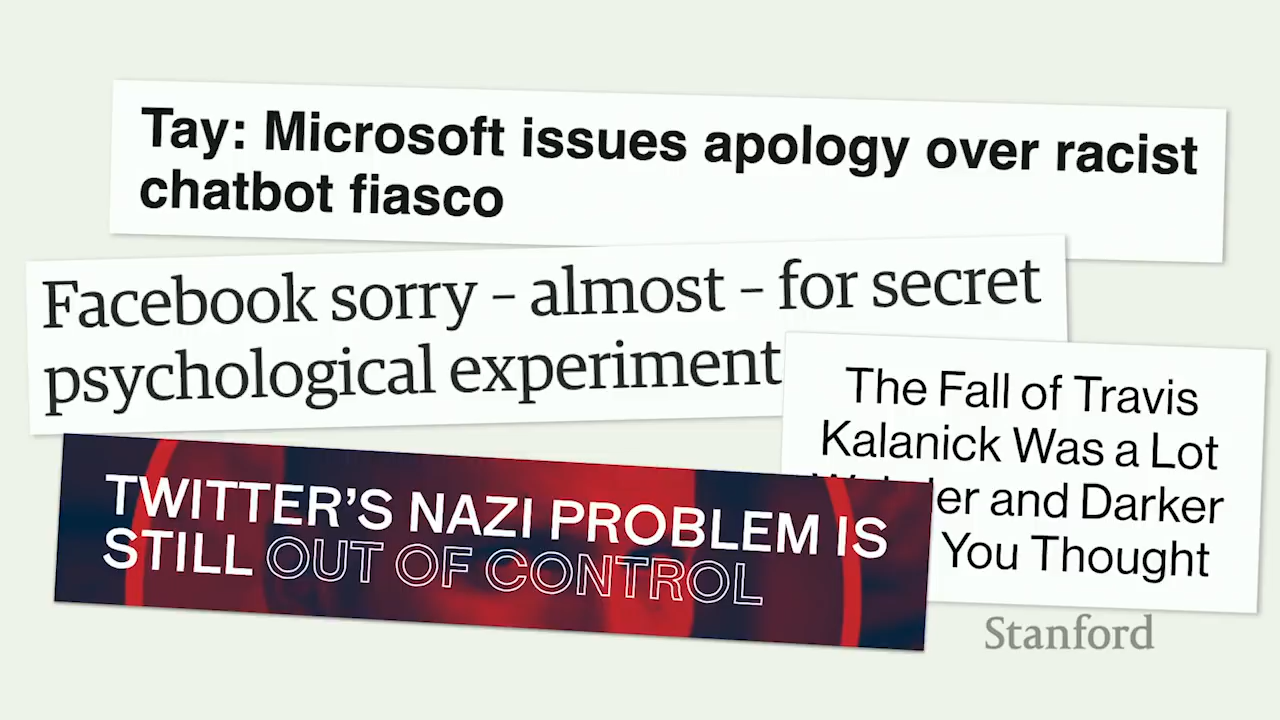 Tay: Microsoft issues apology over racist
chatbot fiasco
Facebook sorry – almost – for secret
psychological experiment
The Fall of Travis
Kalanick Was a Lot
er and Darker
You Thought
TWITTER'S NAZI PROBLEM IS
STILL OUT OF CONTROL
Stanford